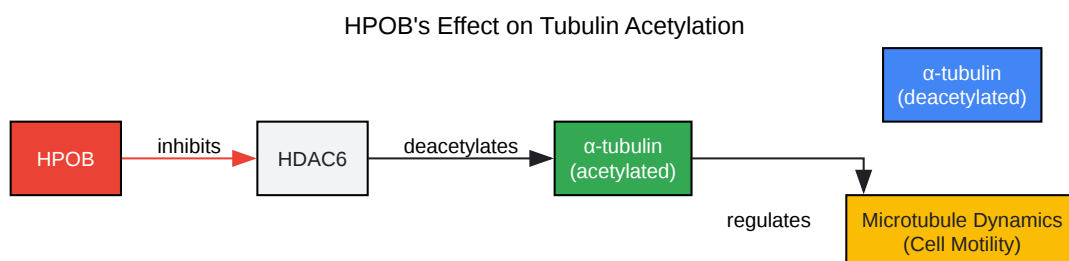 HPOB's Effect on Tubulin Acetylation
α-tubulin
(deacetylated)
HPOB
inhibits
HDAC6
deacetylates
α-tubulin
(acetylated)
regulates
Microtubule Dynamics
(Cell Motility)